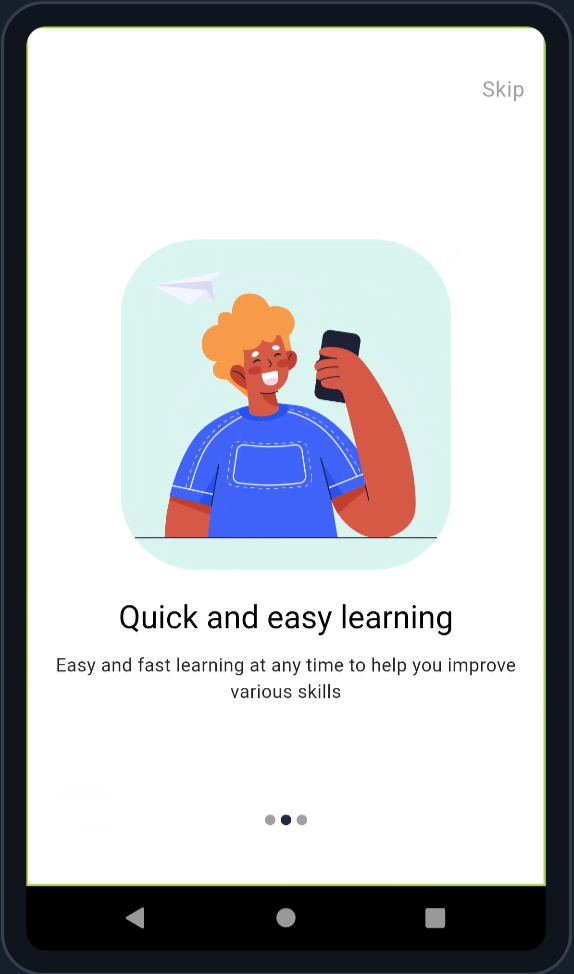 Skip
Quick and easy learning
Easy and fast learning at any time to help you improve
various skills